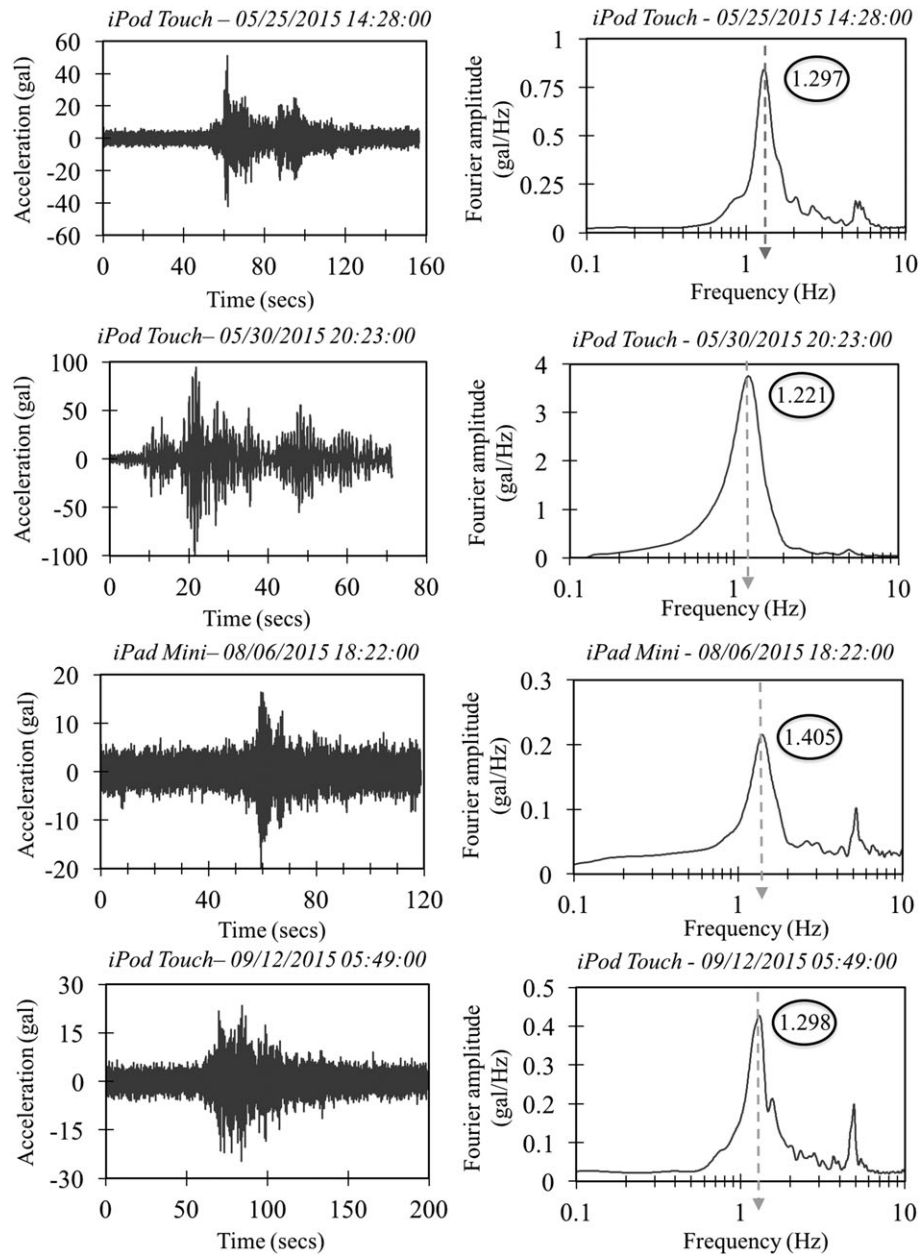 iPod Touch – 05/25/2015 14:28:00
Acceleration (gal)
60
40
20
0
-20
-40
-60
0 40 80 120 160
Time (secs)
iPod Touch - 05/25/2015 14:28:00
Fourier amplitude
(gal/Hz)
1
0.75
0.5
0.25
0
1.297
0.1 1 10
Frequency (Hz)
iPod Touch– 05/30/2015 20:23:00
Acceleration (gal)
100
50
0
-50
-100
0 20 40 60 80
Time (secs)
iPod Touch - 05/30/2015 20:23:00
Fourier amplitude
(gal/Hz)
4
3
2
1
0
1.221
0.1 1 10
Frequency (Hz)
iPad Mini– 08/06/2015 18:22:00
Acceleration (gal)
20
10
0
-10
-20
0 40 80 120
Time (secs)
iPad Mini - 08/06/2015 18:22:00
Fourier amplitude
(gal/Hz)
0.3
0.2
0.1
0
1.405
0.1 1 10
Frequency (Hz)
iPod Touch– 09/12/2015 05:49:00
Acceleration (gal)
30
15
0
-15
-30
0 50 100 150 200
Time (secs)
iPod Touch - 09/12/2015 05:49:00
Fourier amplitude
(gal/Hz)
0.5
0.4
0.3
0.2
0.1
0
1.298
0.1 1 10
Frequency (Hz)